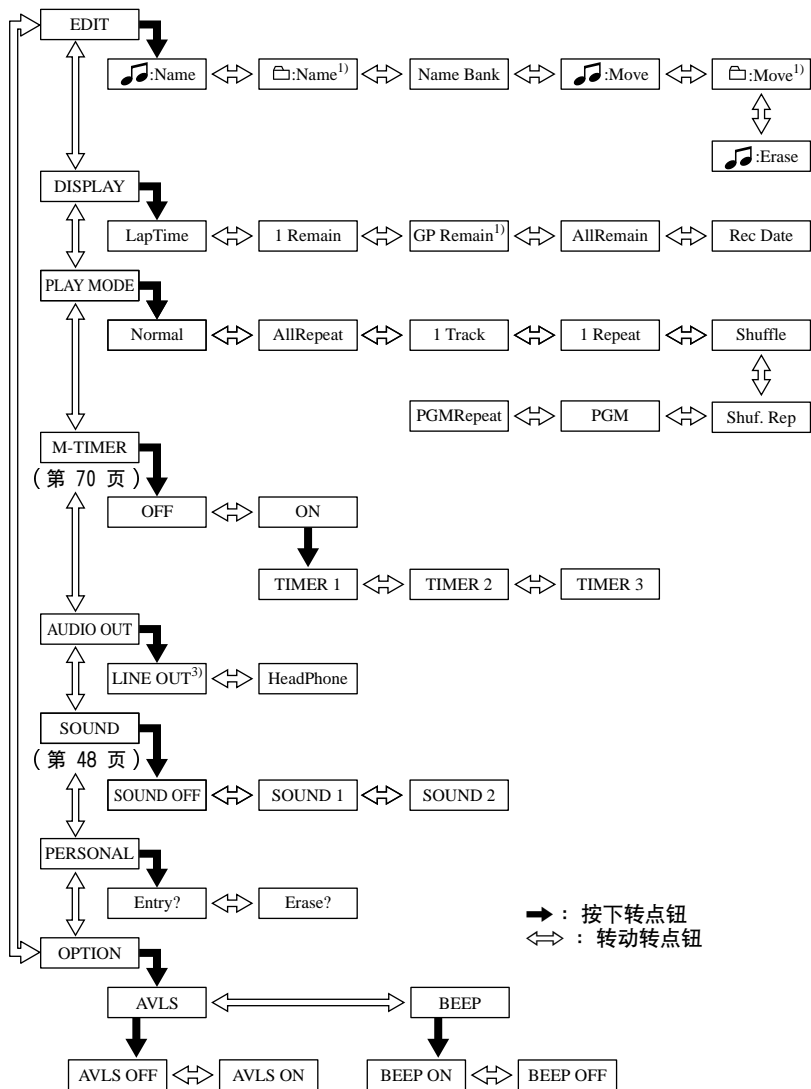 EDIT
:Name :Name1) Name Bank :Move :Move1)
:Erase
DISPLAY
LapTime 1 Remain GP Remain1) AllRemain Rec Date
PLAY MODE
Normal AllRepeat 1 Track 1 Repeat Shuffle
PGMRepeat PGM Shuf. Rep
M-TIMER
(第 70 页)
OFF ON
TIMER 1 TIMER 2 TIMER 3
AUDIO OUT
LINE OUT3) HeadPhone
SOUND
(第 48 页)
SOUND OFF SOUND 1 SOUND 2
PERSONAL
Entry? Erase?
: 按下转点钮
: 转动转点钮
OPTION
AVLS BEEP
AVLS OFF AVLS ON BEEP ON BEEP OFF